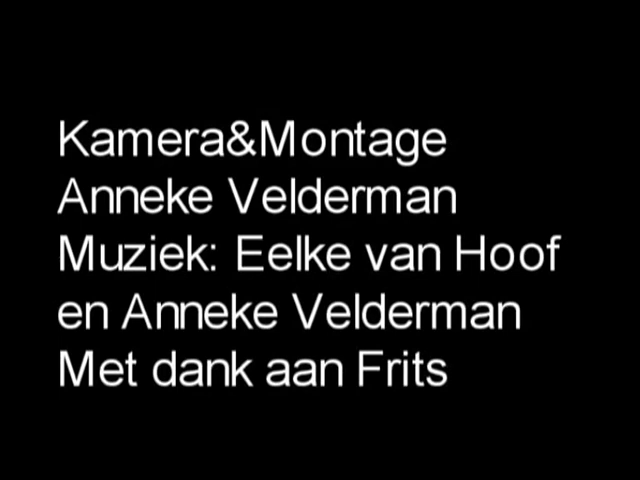 Kamera&Montage
Anneke Velderman
Muziek: Eelke van Hoof
en Anneke Velderman
Met dank aan Frits